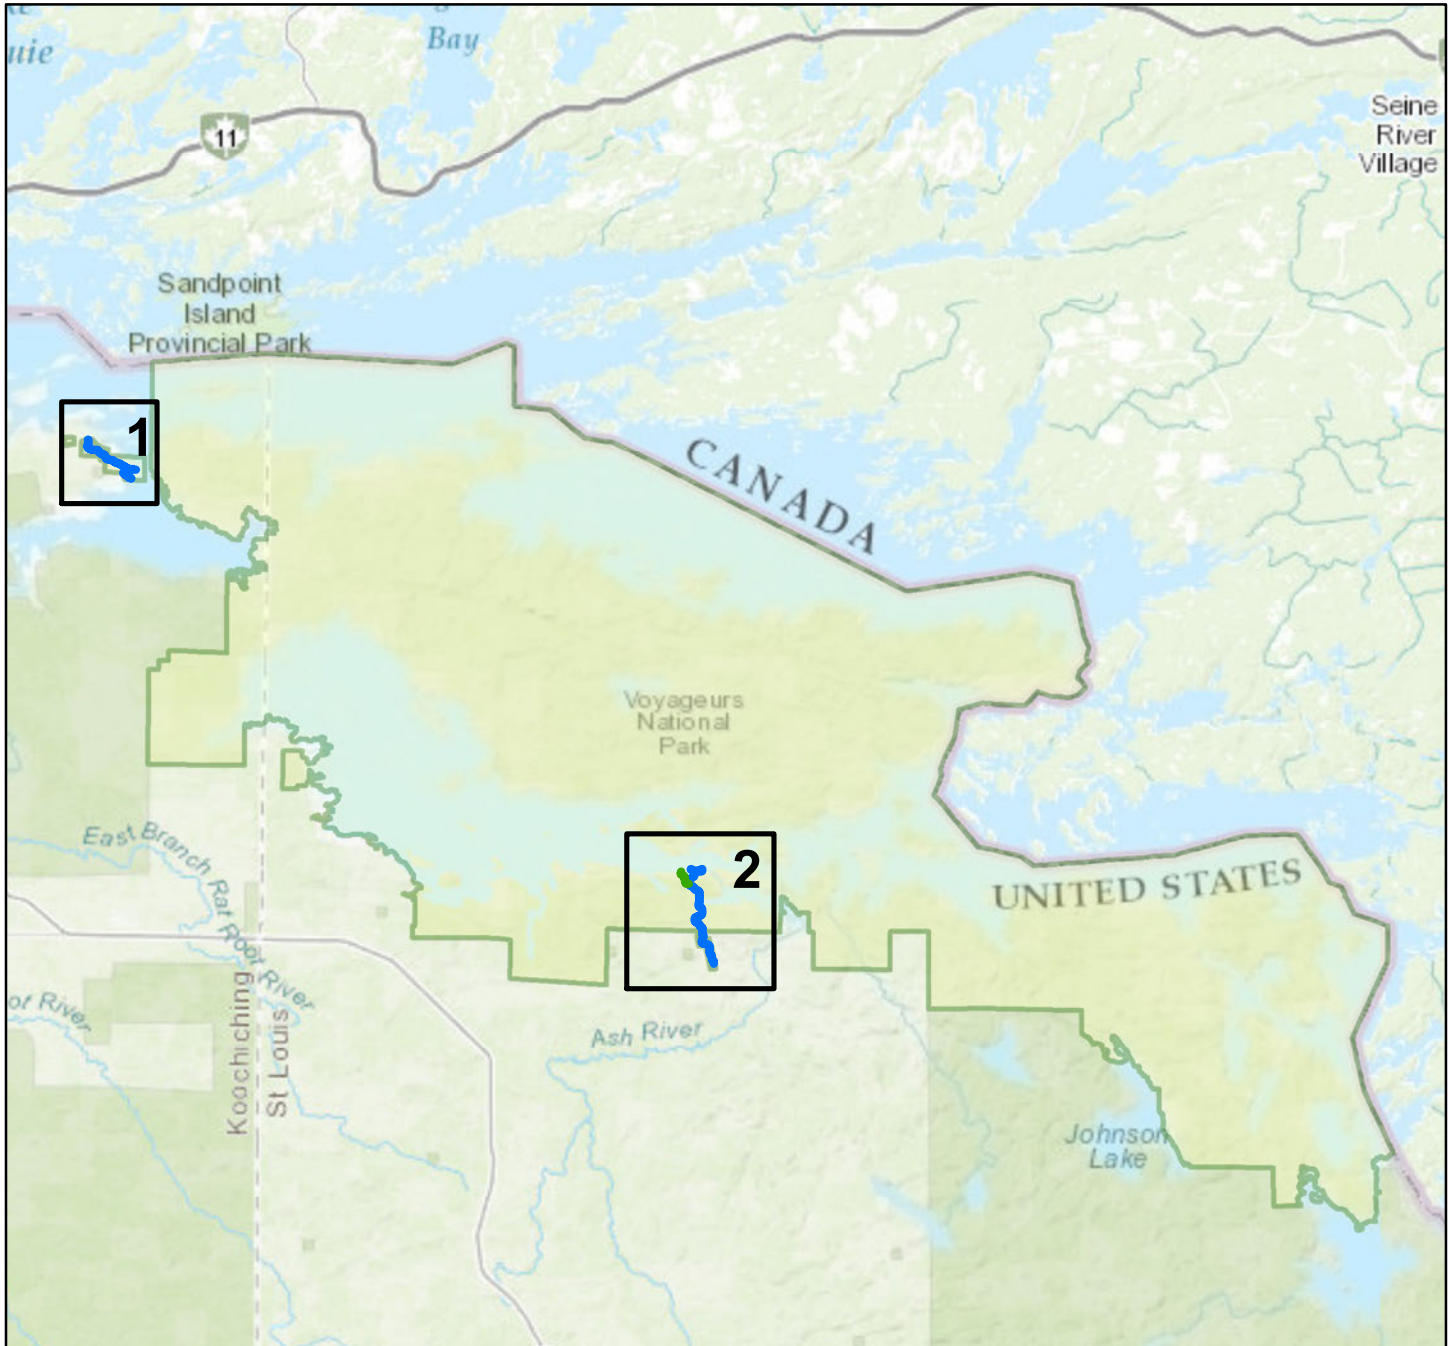 uie
Bay
11
Seine
River
Village
Sandpoint
Island
Provincial Park
1
CANADA
Voyageurs
National
Park
East Branch Rat Root River
2
UNITED STATES
of River
Koochiching
St Louis
Ash River
Johnson
Lake